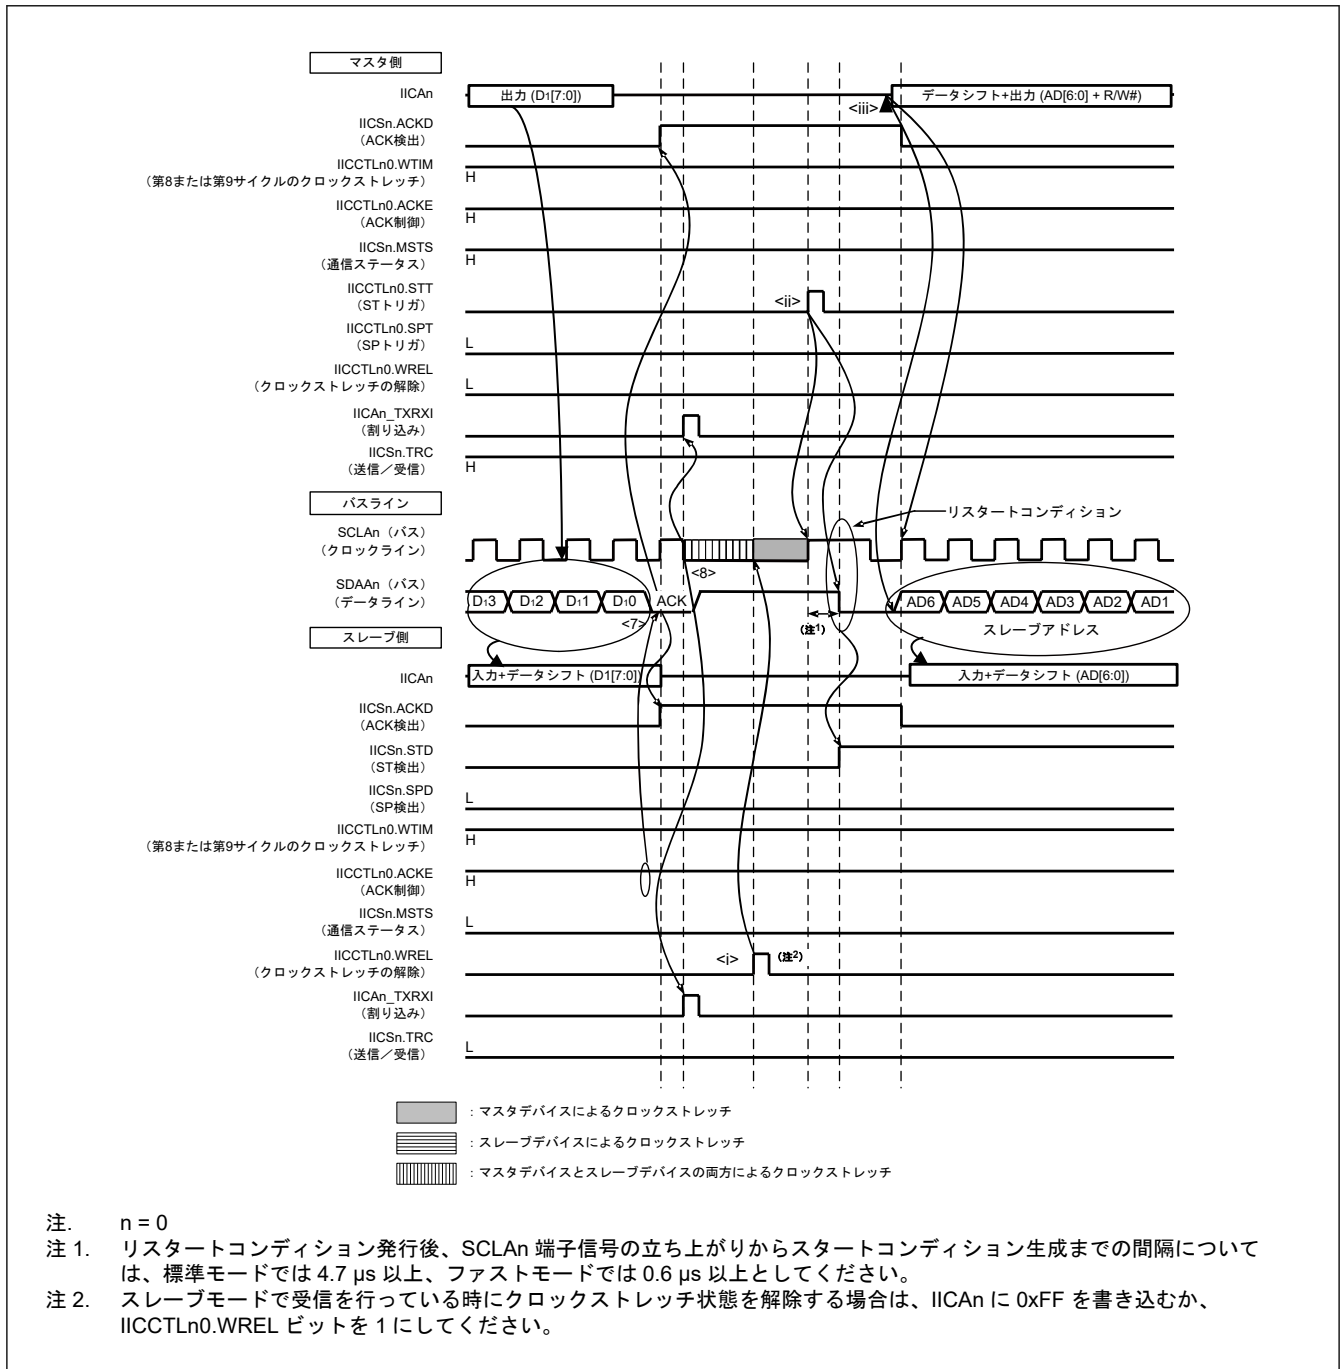 マスタ側
IICAn
出力 (D1[7:0])
<iii>
データシフト+出力 (AD[6:0] + R/W#)
IICSn.ACKD
（ACK検出）
IICCTLn0.WTIM
（第8または第9サイクルのクロックストレッチ）
H
IICCTLn0.ACKE
（ACK制御）
H
IICSn.MSTS
（通信ステータス）
H
IICCTLn0.STT
（STトリガ）
<ii>
IICCTLn0.SPT
（SPトリガ）
L
IICCTLn0.WREL
（クロックストレッチの解除）
L
IICAn_TXRXI
（割り込み）
IICSn.TRC
（送信／受信）
H
バスライン
リスタートコンディション
SCLAn（バス）
（クロックライン）
<8>
SDAAn（バス）
（データライン）
D13 D12 D11 D10 ACK AD6 AD5 AD4 AD3 AD2 AD1
<7>
（注1）
スレーブアドレス
スレーブ側
IICAn
入力+データシフト (D1[7:0])
入力+データシフト (AD[6:0])
IICSn.ACKD
（ACK検出）
IICSn.STD
（ST検出）
IICSn.SPD
（SP検出）
L
IICCTLn0.WTIM
（第8または第9サイクルのクロックストレッチ）
H
IICCTLn0.ACKE
（ACK制御）
H
IICSn.MSTS
（通信ステータス）
L
IICCTLn0.WREL
（クロックストレッチの解除）
<i>
（注2）
IICAn_TXRXI
（割り込み）
IICSn.TRC
（送信／受信）
L
：マスタデバイスによるクロックストレッチ
：スレーブデバイスによるクロックストレッチ
：マスタデバイスとスレーブデバイスの両方によるクロックストレッチ
注. n = 0
注 1. リスタートコンディション発行後、SCLAn 端子信号の立ち上がりからスタートコンディション生成までの間隔について
は、標準モードでは 4.7 μs 以上、ファストモードでは 0.6 μs 以上としてください。
注 2. スレーブモードで受信を行っている時にクロックストレッチ状態を解除する場合は、IICAn に 0xFF を書き込むか、
IICCTLn0.WREL ビットを 1 にしてください。